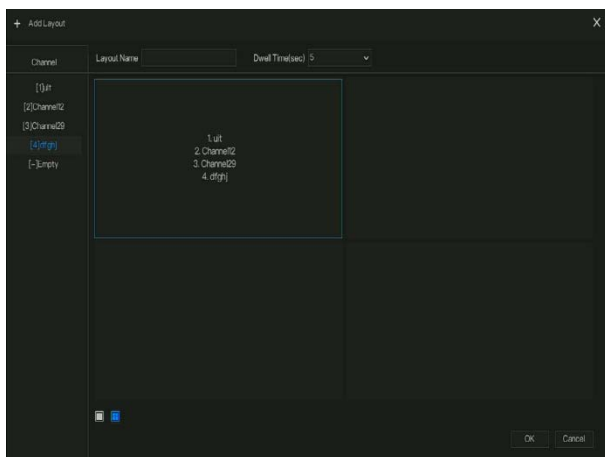 + Add Layout X
Channel
Layout Name
Dwell Time(sec) 5
[1]uit
[2]Channel12
[3]Channel29
[4]dfghj
[-]Empty
1. uit
2. Channel12
3. Channel29
4. dfghj
OK
Cancel